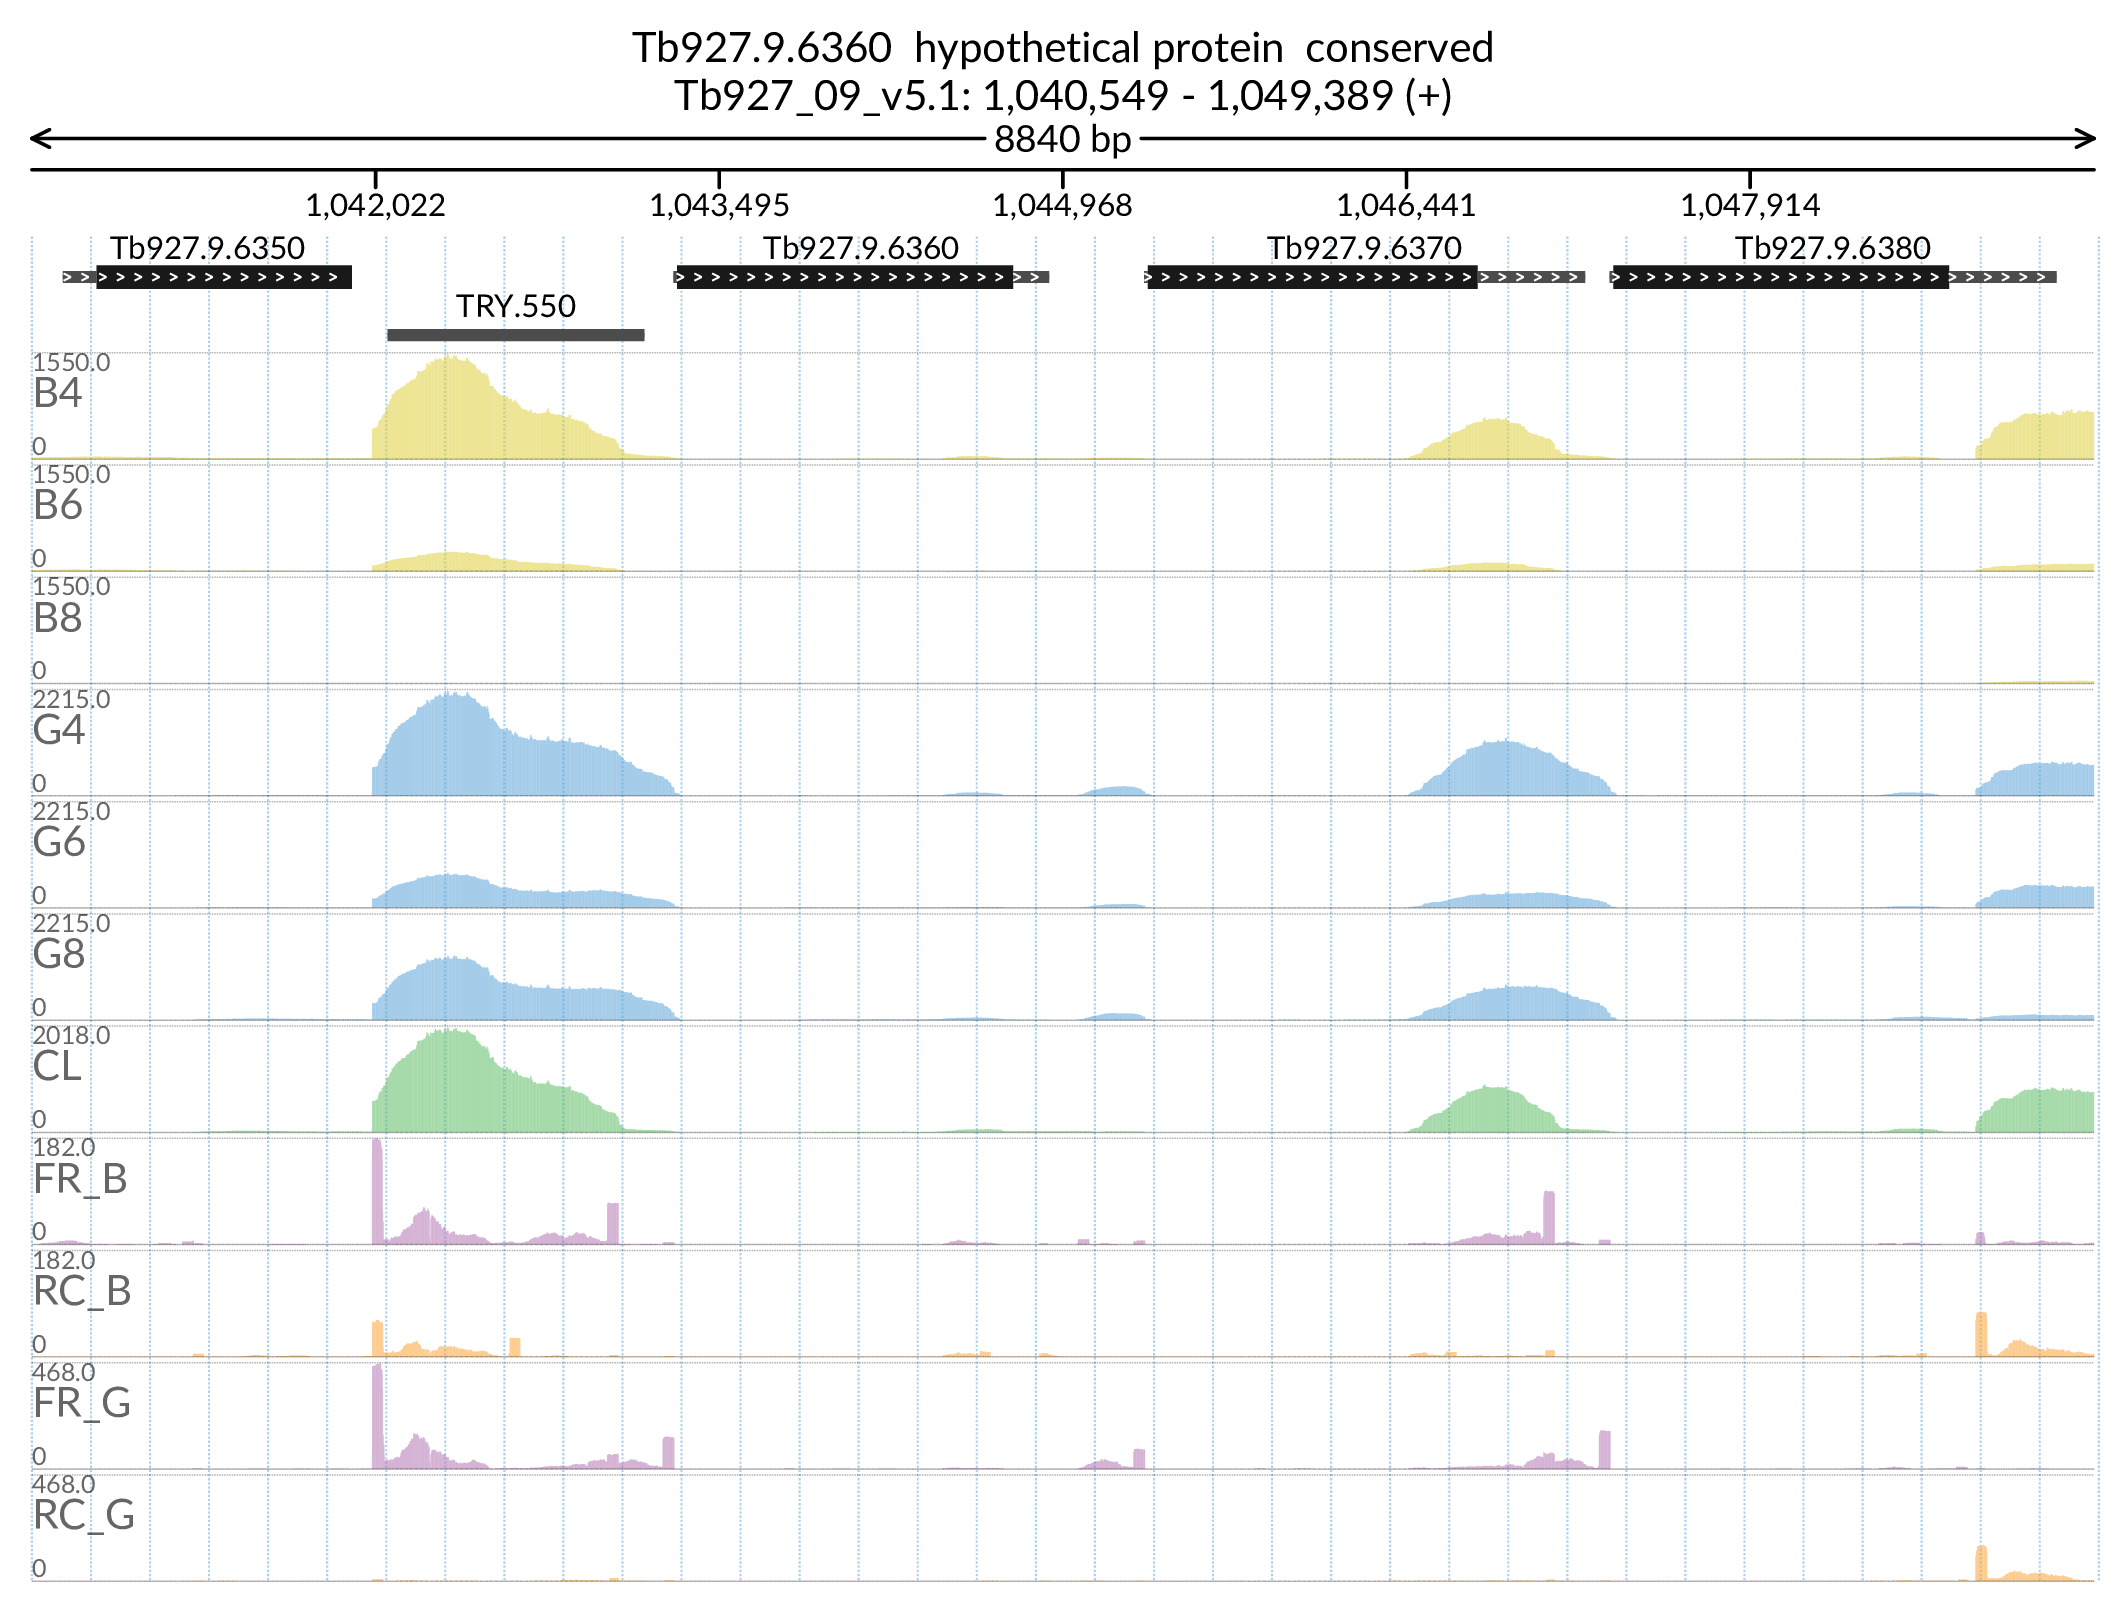 Tb927.9.6360 hypothetical protein conserved
Tb927_09_v5.1: 1,040,549 - 1,049,389 (+)
8840 bp
1,042,022 1,043,495 1,044,968 1,046,441 1,047,914
Tb927.9.6350 Tb927.9.6360 Tb927.9.6370 Tb927.9.6380
TRY.550
1550.0
B4
0
1550.0
B6
0
1550.0
B8
0
2215.0
G4
0
2215.0
G6
0
2215.0
G8
0
2018.0
CL
0
182.0
FR_B
0
182.0
RC_B
0
468.0
FR_G
0
468.0
RC_G
0